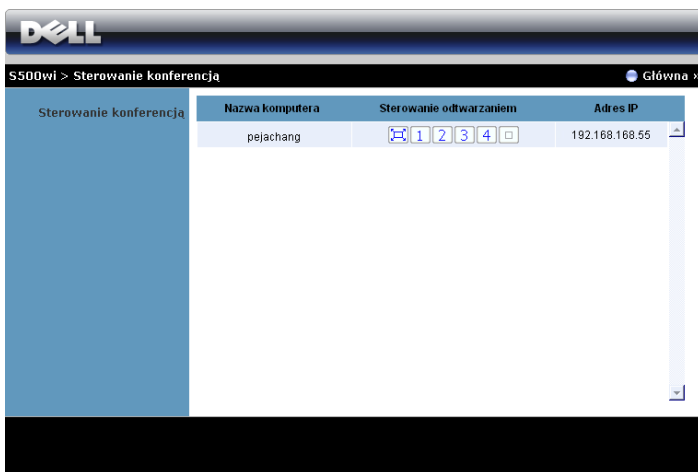 DELL
S500wi > Sterowanie konferencją
Główna »
Sterowanie konferencją
Nazwa komputera Sterowanie odtwarzaniem Adres IP
pejachang 1 2 3 4 192.168.168.55